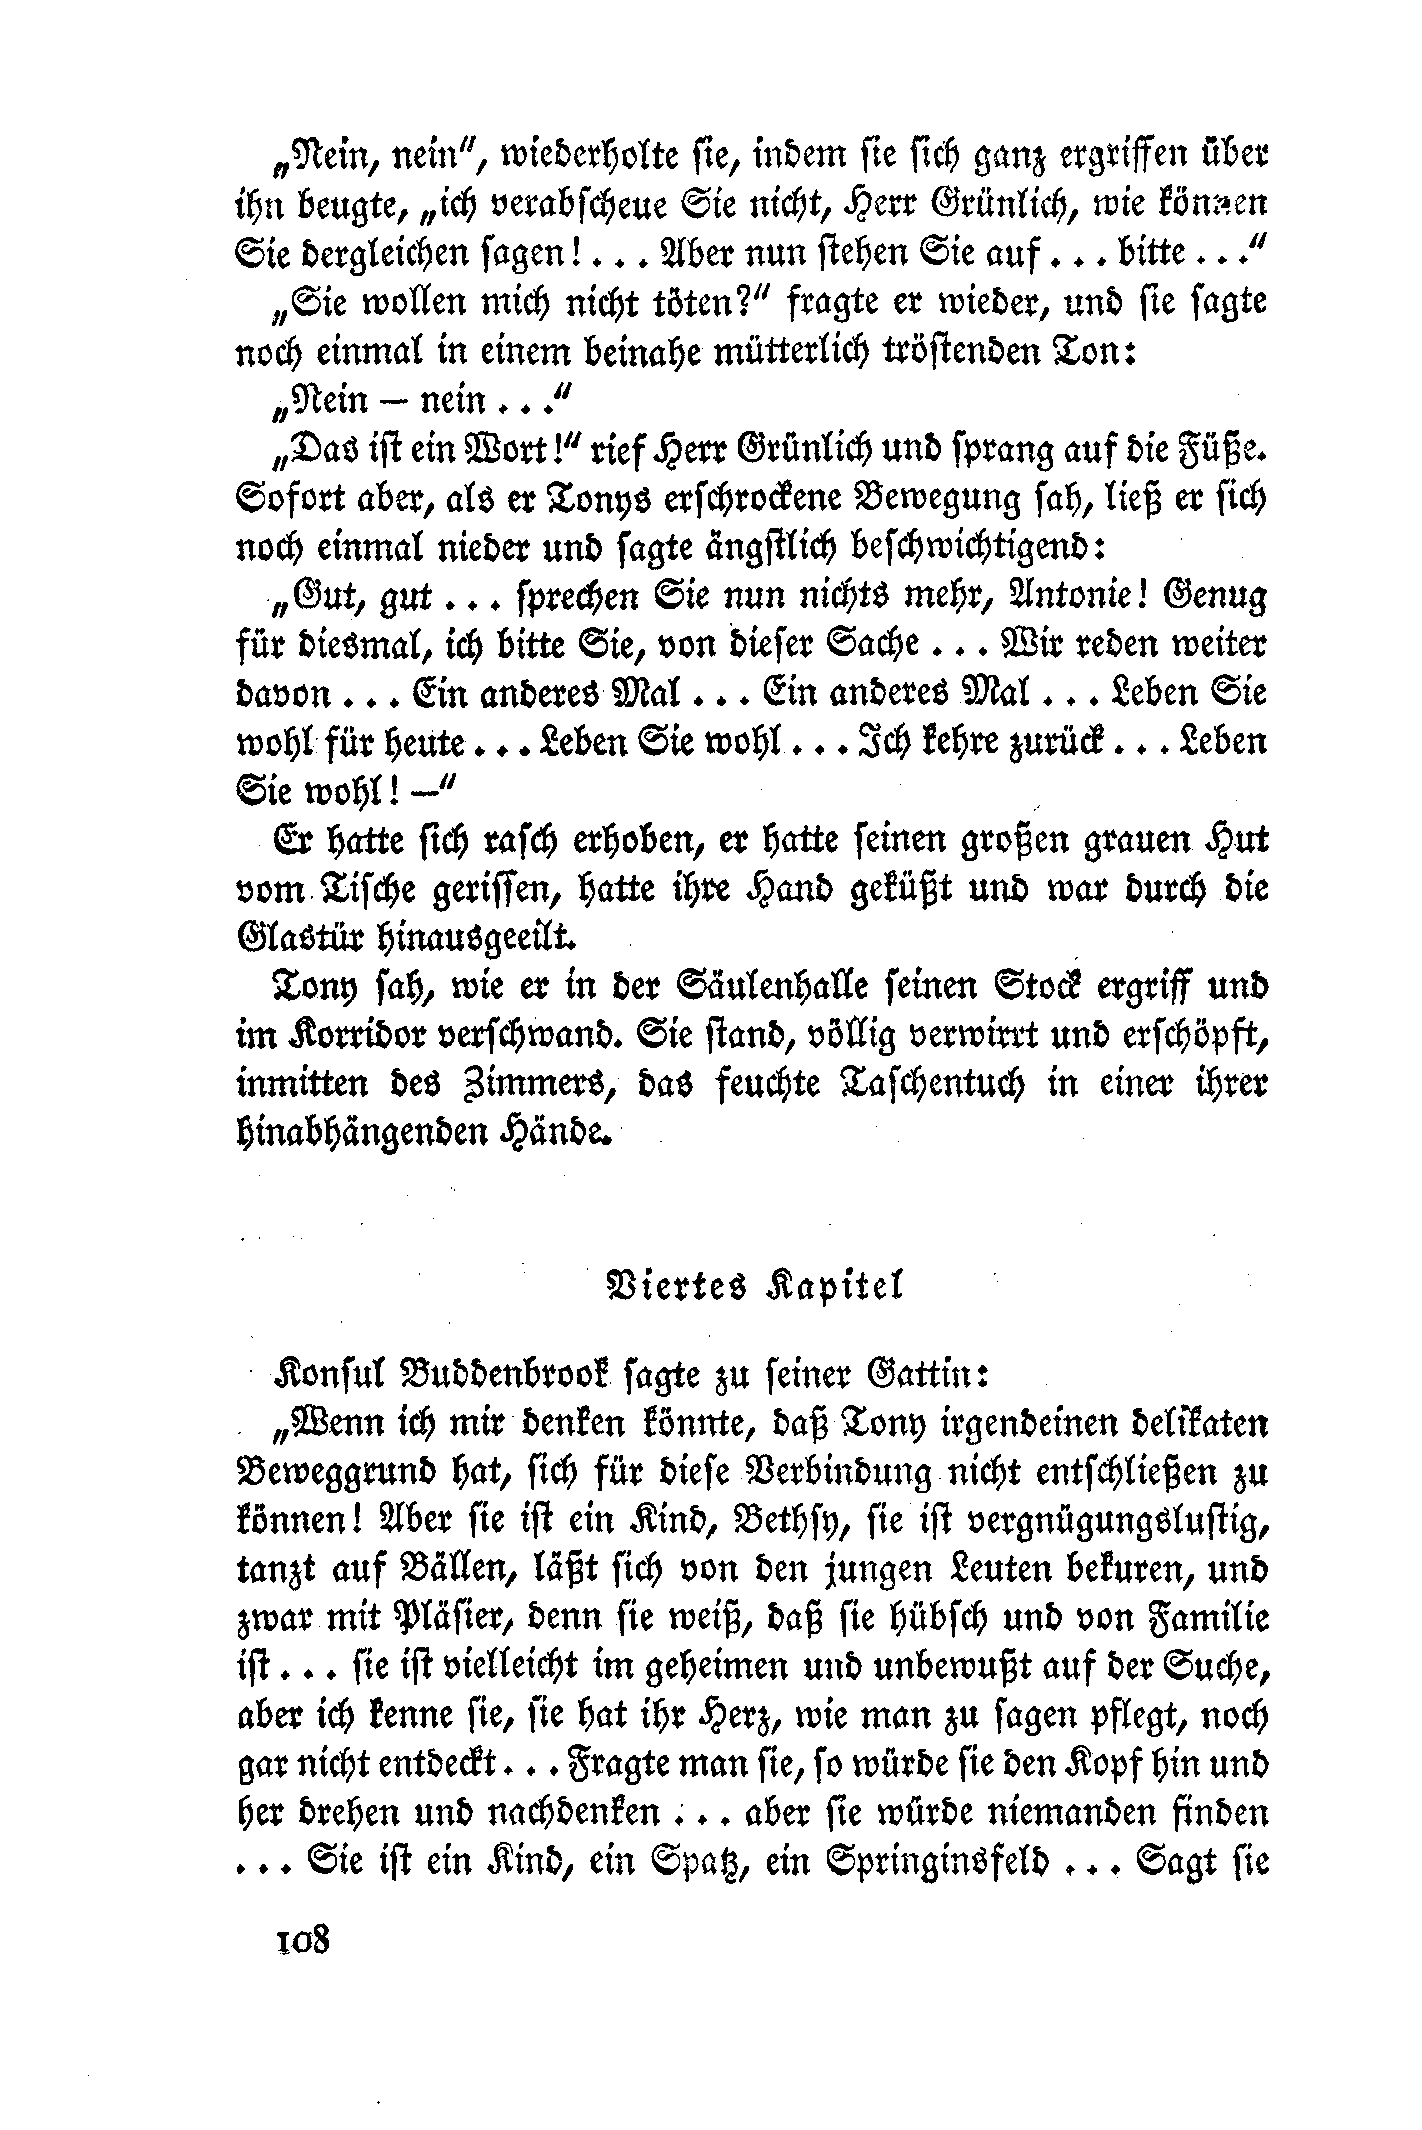 „Nein, nein“, wiederholte sie, indem sie sich ganz ergriffen über
ihn beugte, „ich verabscheue Sie nicht, Herr Grünlich, wie können
Sie dergleichen sagen! . . . Aber nun stehen Sie auf . . . bitte . . .“
„Sie wollen mich nicht töten?“ fragte er wieder, und sie sagte
noch einmal in einem beinahe mütterlich tröstenden Ton:
„Nein — nein . . .“
„Das ist ein Wort!“ rief Herr Grünlich und sprang auf die Füße.
Sofort aber, als er Tonys erschrockene Bewegung sah, ließ er sich
noch einmal nieder und sagte ängstlich beschwichtigend:
„Gut, gut . . . sprechen Sie nun nichts mehr, Antonie! Genug
für diesmal, ich bitte Sie, von dieser Sache . . . Wir reden weiter
davon . . . Ein anderes Mal . . . Ein anderes Mal . . . Leben Sie
wohl für heute . . . Leben Sie wohl . . . Ich kehre zurück . . . Leben
Sie wohl! —“
Er hatte sich rasch erhoben, er hatte seinen großen grauen Hut
vom Tische gerissen, hatte ihre Hand geküßt und war durch die
Glastür hinausgeeilt.
Tony sah, wie er in der Säulenhalle seinen Stock ergriff und
im Korridor verschwand. Sie stand, völlig verwirrt und erschöpft,
inmitten des Zimmers, das feuchte Taschentuch in einer ihrer
hinabhängenden Hände.
Viertes Kapitel
Konsul Buddenbrook sagte zu seiner Gattin:
„Wenn ich mir denken könnte, daß Tony irgendeinen delikaten
Beweggrund hat, sich für diese Verbindung nicht entschließen zu
können! Aber sie ist ein Kind, Bethsy, sie ist vergnügungslustig,
tanzt auf Bällen, läßt sich von den jungen Leuten bekuren, und
zwar mit Pläsier, denn sie weiß, daß sie hübsch und von Familie
ist . . . sie ist vielleicht im geheimen und unbewußt auf der Suche,
aber ich kenne sie, sie hat ihr Herz, wie man zu sagen pflegt, noch
gar nicht entdeckt . . . Fragte man sie, so würde sie den Kopf hin und
her drehen und nachdenken . . . aber sie würde niemanden finden
. . . Sie ist ein Kind, ein Spatz, ein Springinsfeld . . . Sagt sie
108